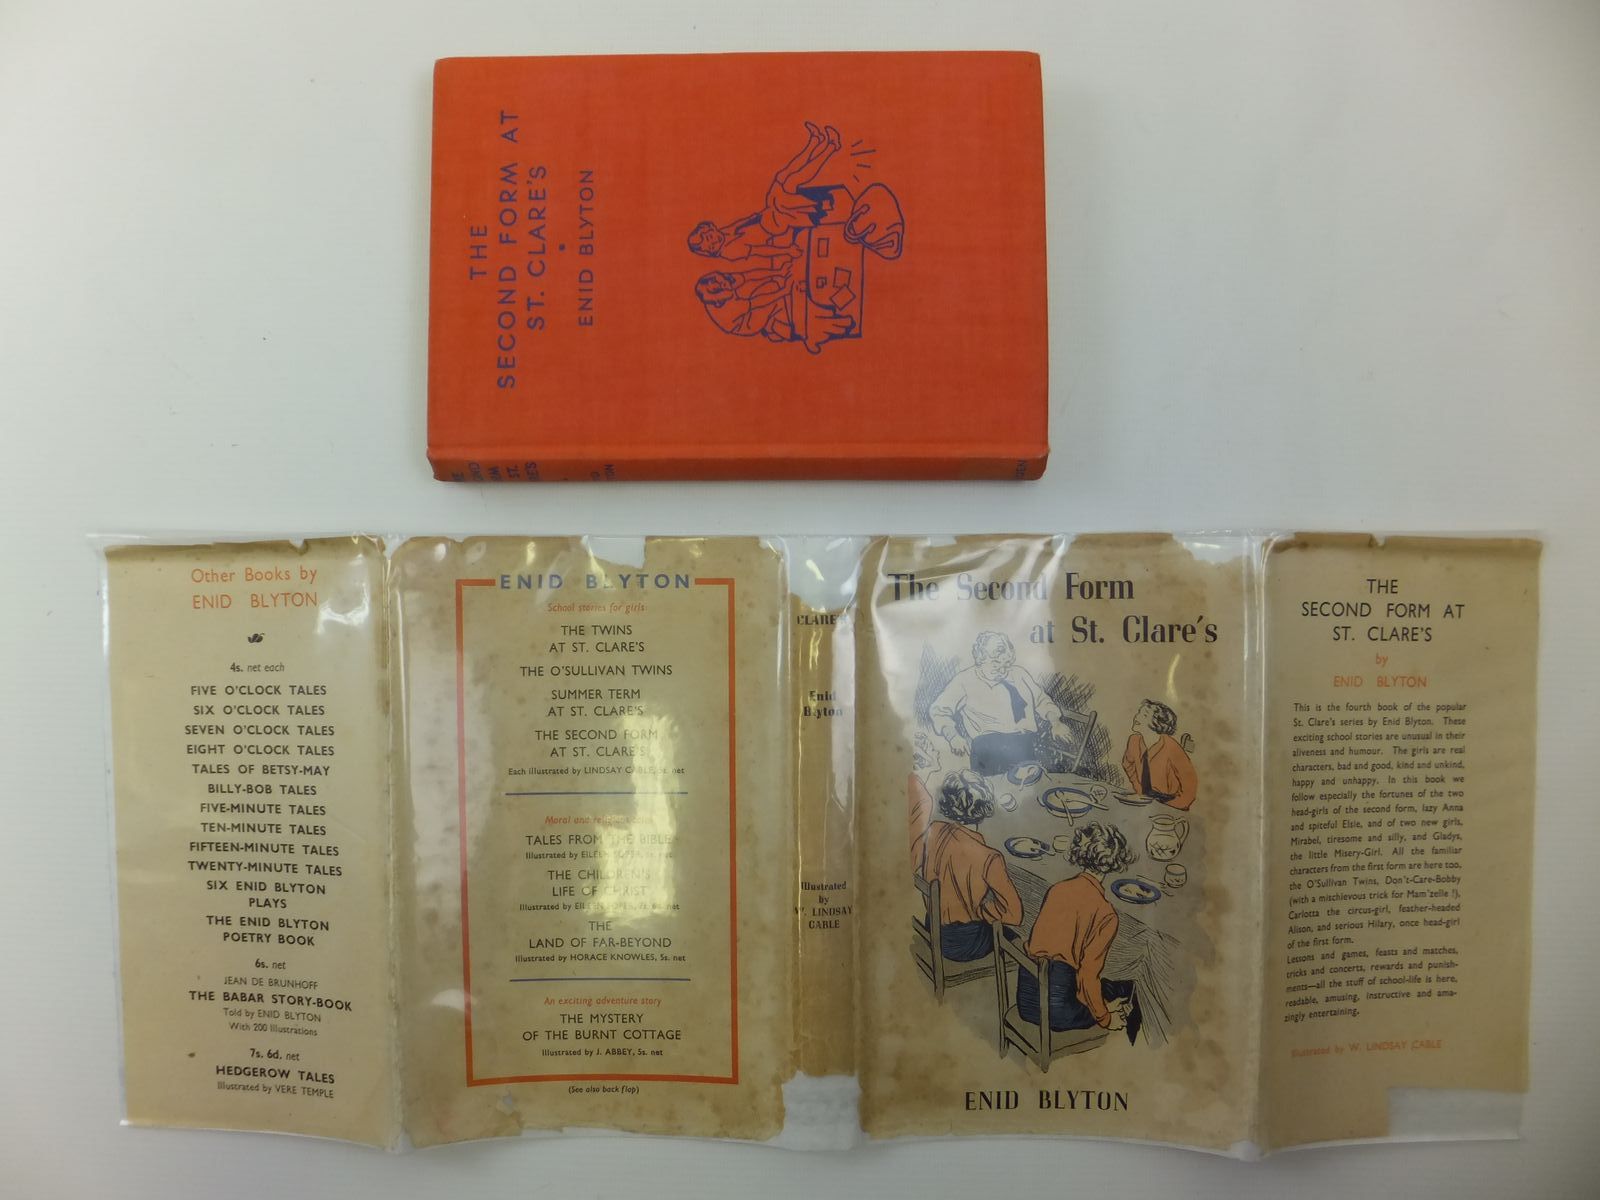 THE
SECOND FORM AT
ST. CLARE'S
ENID BLYTON
Other Books by
ENID BLYTON
4s. net each
FIVE O'CLOCK TALES
SIX O'CLOCK TALES
SEVEN O'CLOCK TALES
EIGHT O'CLOCK TALES
TALES OF BETSY-MAY
BILLY-BOB TALES
FIVE-MINUTE TALES
TEN-MINUTE TALES
FIFTEEN-MINUTE TALES
TWENTY-MINUTE TALES
SIX ENID BLYTON
PLAYS
THE ENID BLYTON
POETRY BOOK
6s. net
JEAN DE BRUNHOFF
THE BABAR STORY-BOOK
Told by ENID BLYTON
With 200 Illustrations
7s. 6d. net
HEDGEROW TALES
Illustrated by VERE TEMPLE
ENID BLYTON
School stories for girls
THE TWINS
AT ST. CLARE'S
THE O'SULLIVAN TWINS
SUMMER TERM
AT ST. CLARE'S
THE SECOND FORM
AT ST. CLARE'S
Each illustrated by LINDSAY CABLE, 5s. net
Moral and religious
TALES FROM THE BIBLE
Illustrated by EILEEN SOPER, net
THE CHILDREN'S
LIFE OF CHRIST
Illustrated by EILEEN SOPER, net
THE
LAND OF FAR-BEYOND
Illustrated by HORACE KNOWLES, 5s. net
An exciting adventure story
THE MYSTERY
OF THE BURNT COTTAGE
Illustrated by J. ABBEY, 5s. net
(See also back flap)
CLARE'S
Enid
Blyton
Illustrated
by
W. LINDSAY
CABLE
The Second Form
at St. Clare's
ENID BLYTON
THE
SECOND FORM AT
ST. CLARE'S
by
ENID BLYTON
This is the fourth book of the popular
St. Clare's series by Enid Blyton. These
exciting school stories are unusual in their
aliveness and humour. The girls are real
characters, bad and good, kind and unkind,
happy and unhappy. In this book we
follow especially the fortunes of the two
head-girls of the second form, lazy Anna
and spiteful Elsie, and of two new girls,
Mirabel, tiresome and silly, and Gladys,
the little Misery-Girl. All the familiar
characters from the first form are here too,
the O'Sullivan Twins, Don't-Care-Bobby
(with a mischievous trick for Mam'zelle !),
Carlotta the circus-girl, feather-headed
Alison, and serious Hilary, once head-girl
of the first form.
Lessons and games, feasts and matches,
tricks and concerts, rewards and punish-
ments—all the stuff of school-life is here,
readable, amusing, instructive and ama-
zingly entertaining.
Illustrated by W. LINDSAY CABLE